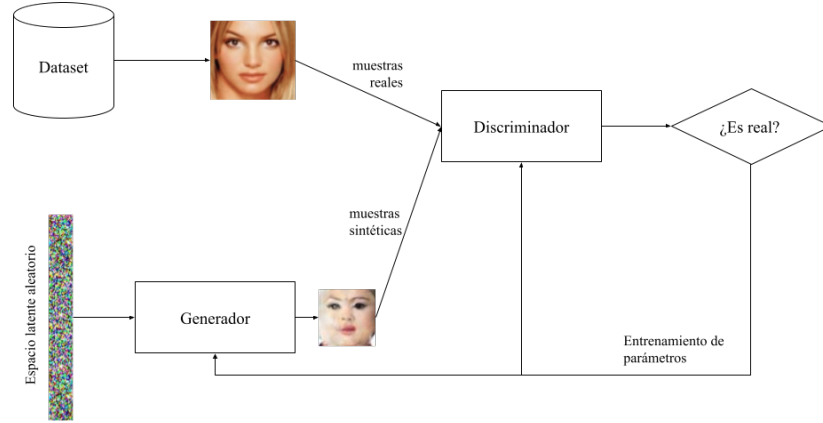 Dataset
muestras
reales
Discriminador
¿Es real?
muestras
sintéticas
Espacio latente aleatorio
Generador
Entrenamiento de
parámetros